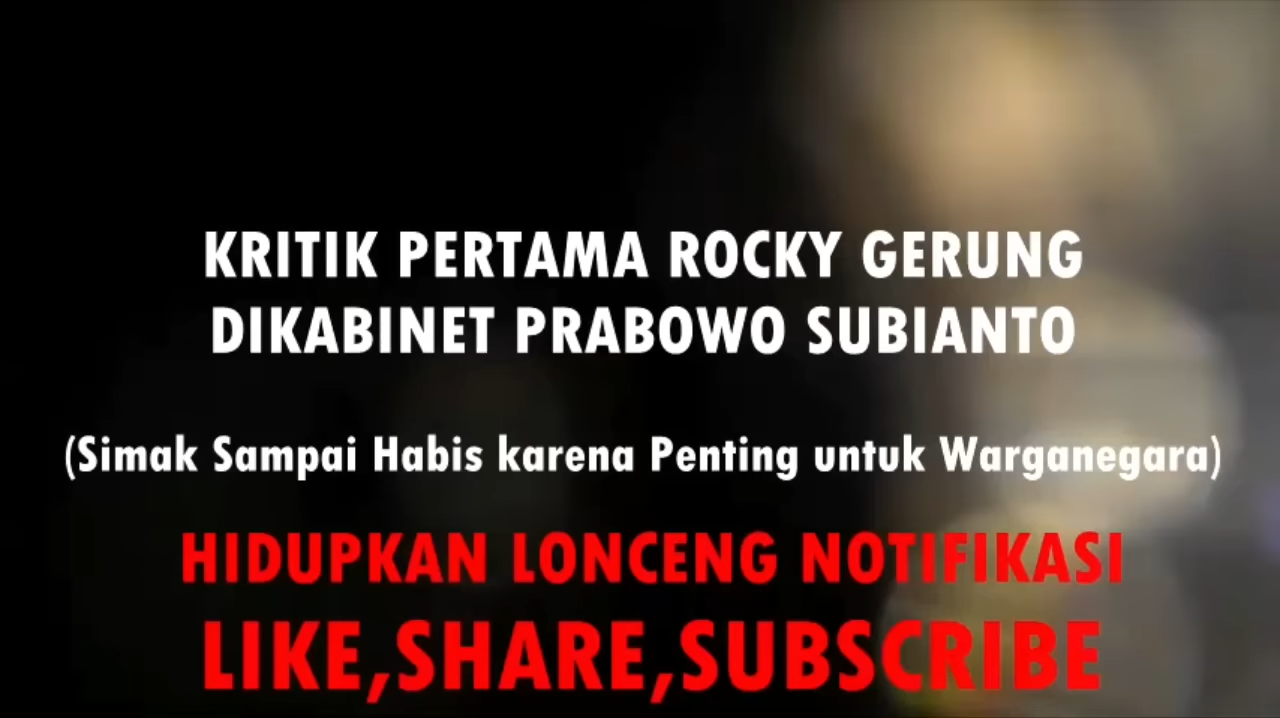 KRITIK PERTAMA ROCKY GERUNG
DIKABINET PRABOWO SUBIANTO
(Simak Sampai Habis karena Penting untuk Warganegara)
HIDUPKAN LONCENG NOTIFIKASI
LIKE,SHARE,SUBSCRIBE